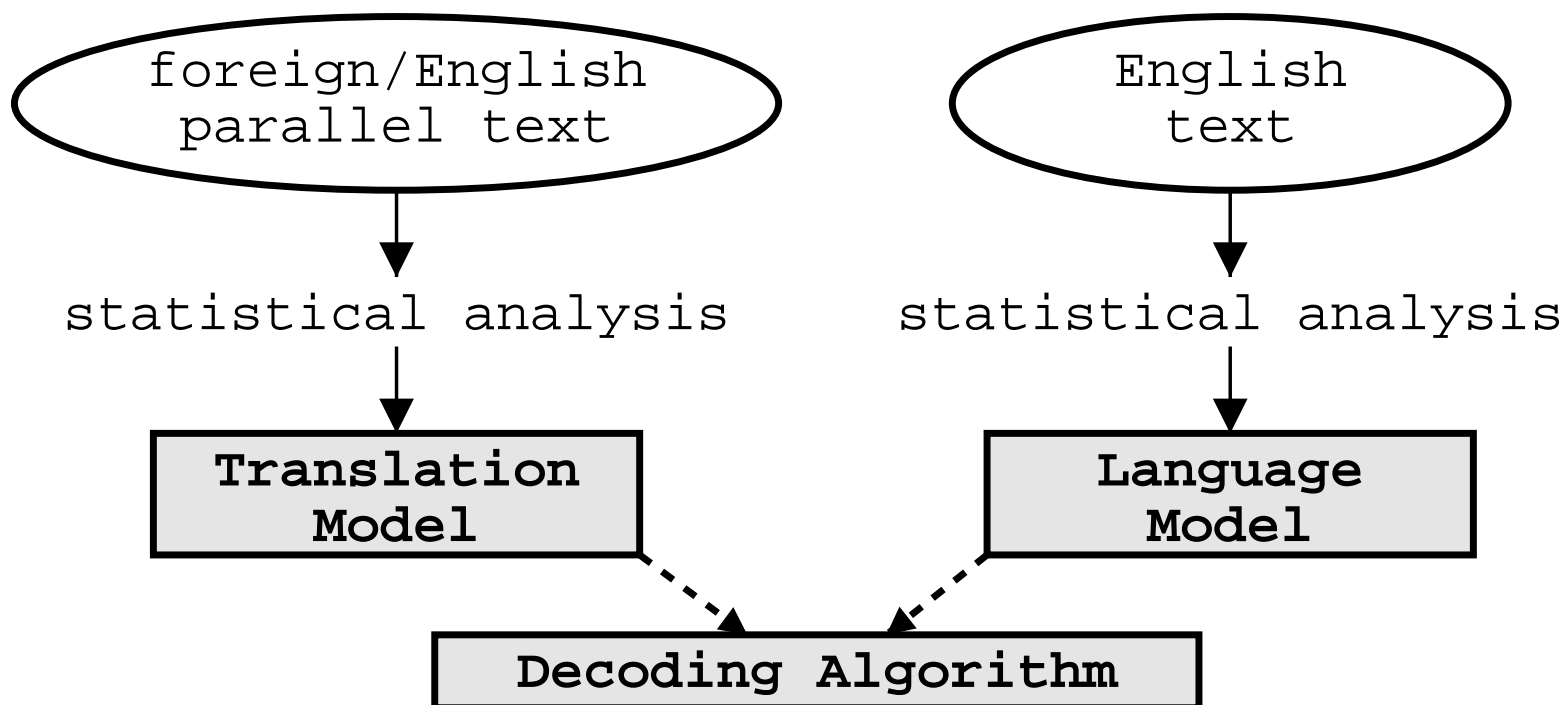 foreign/English
parallel text
English
text
statistical analysis
statistical analysis
Translation
Model
Language
Model
Decoding Algorithm